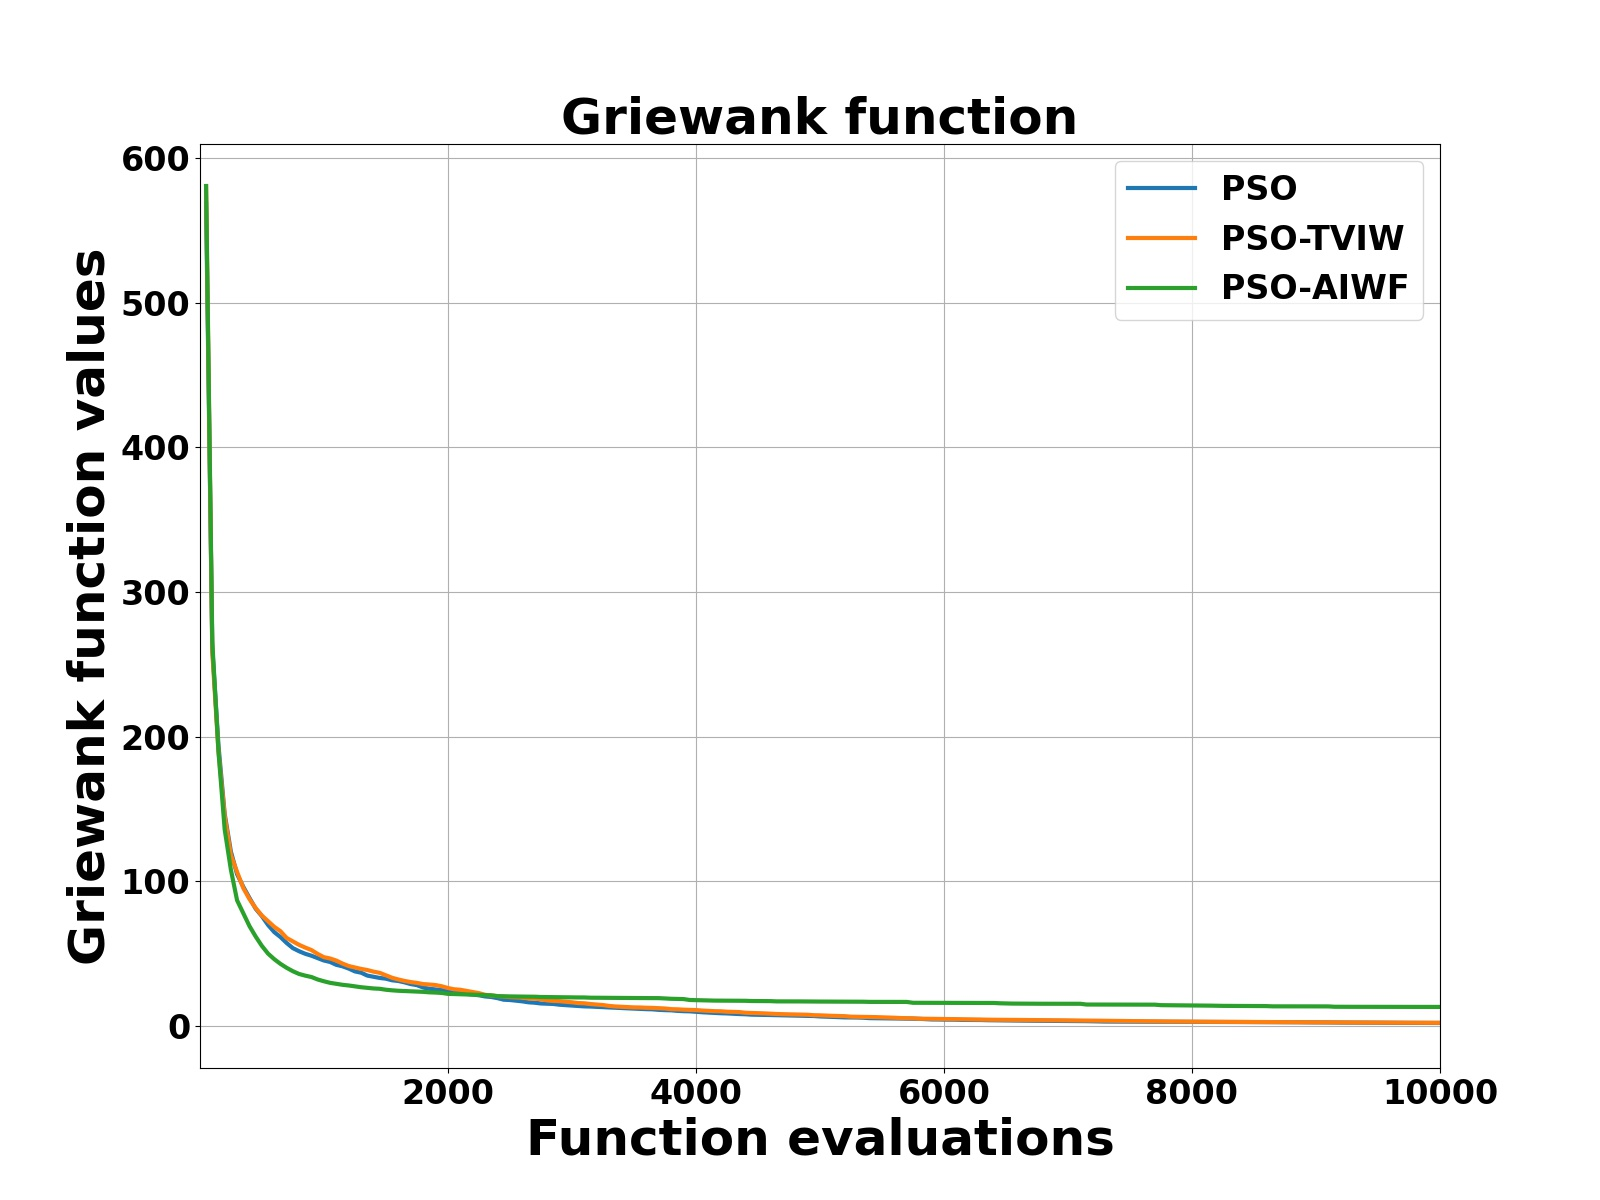 Griewank function
600
500
400
300
200
100
0
Griewank function values
PSO
PSO-TVIW
PSO-AIWF
2000
4000
6000
8000
10000
Function evaluations